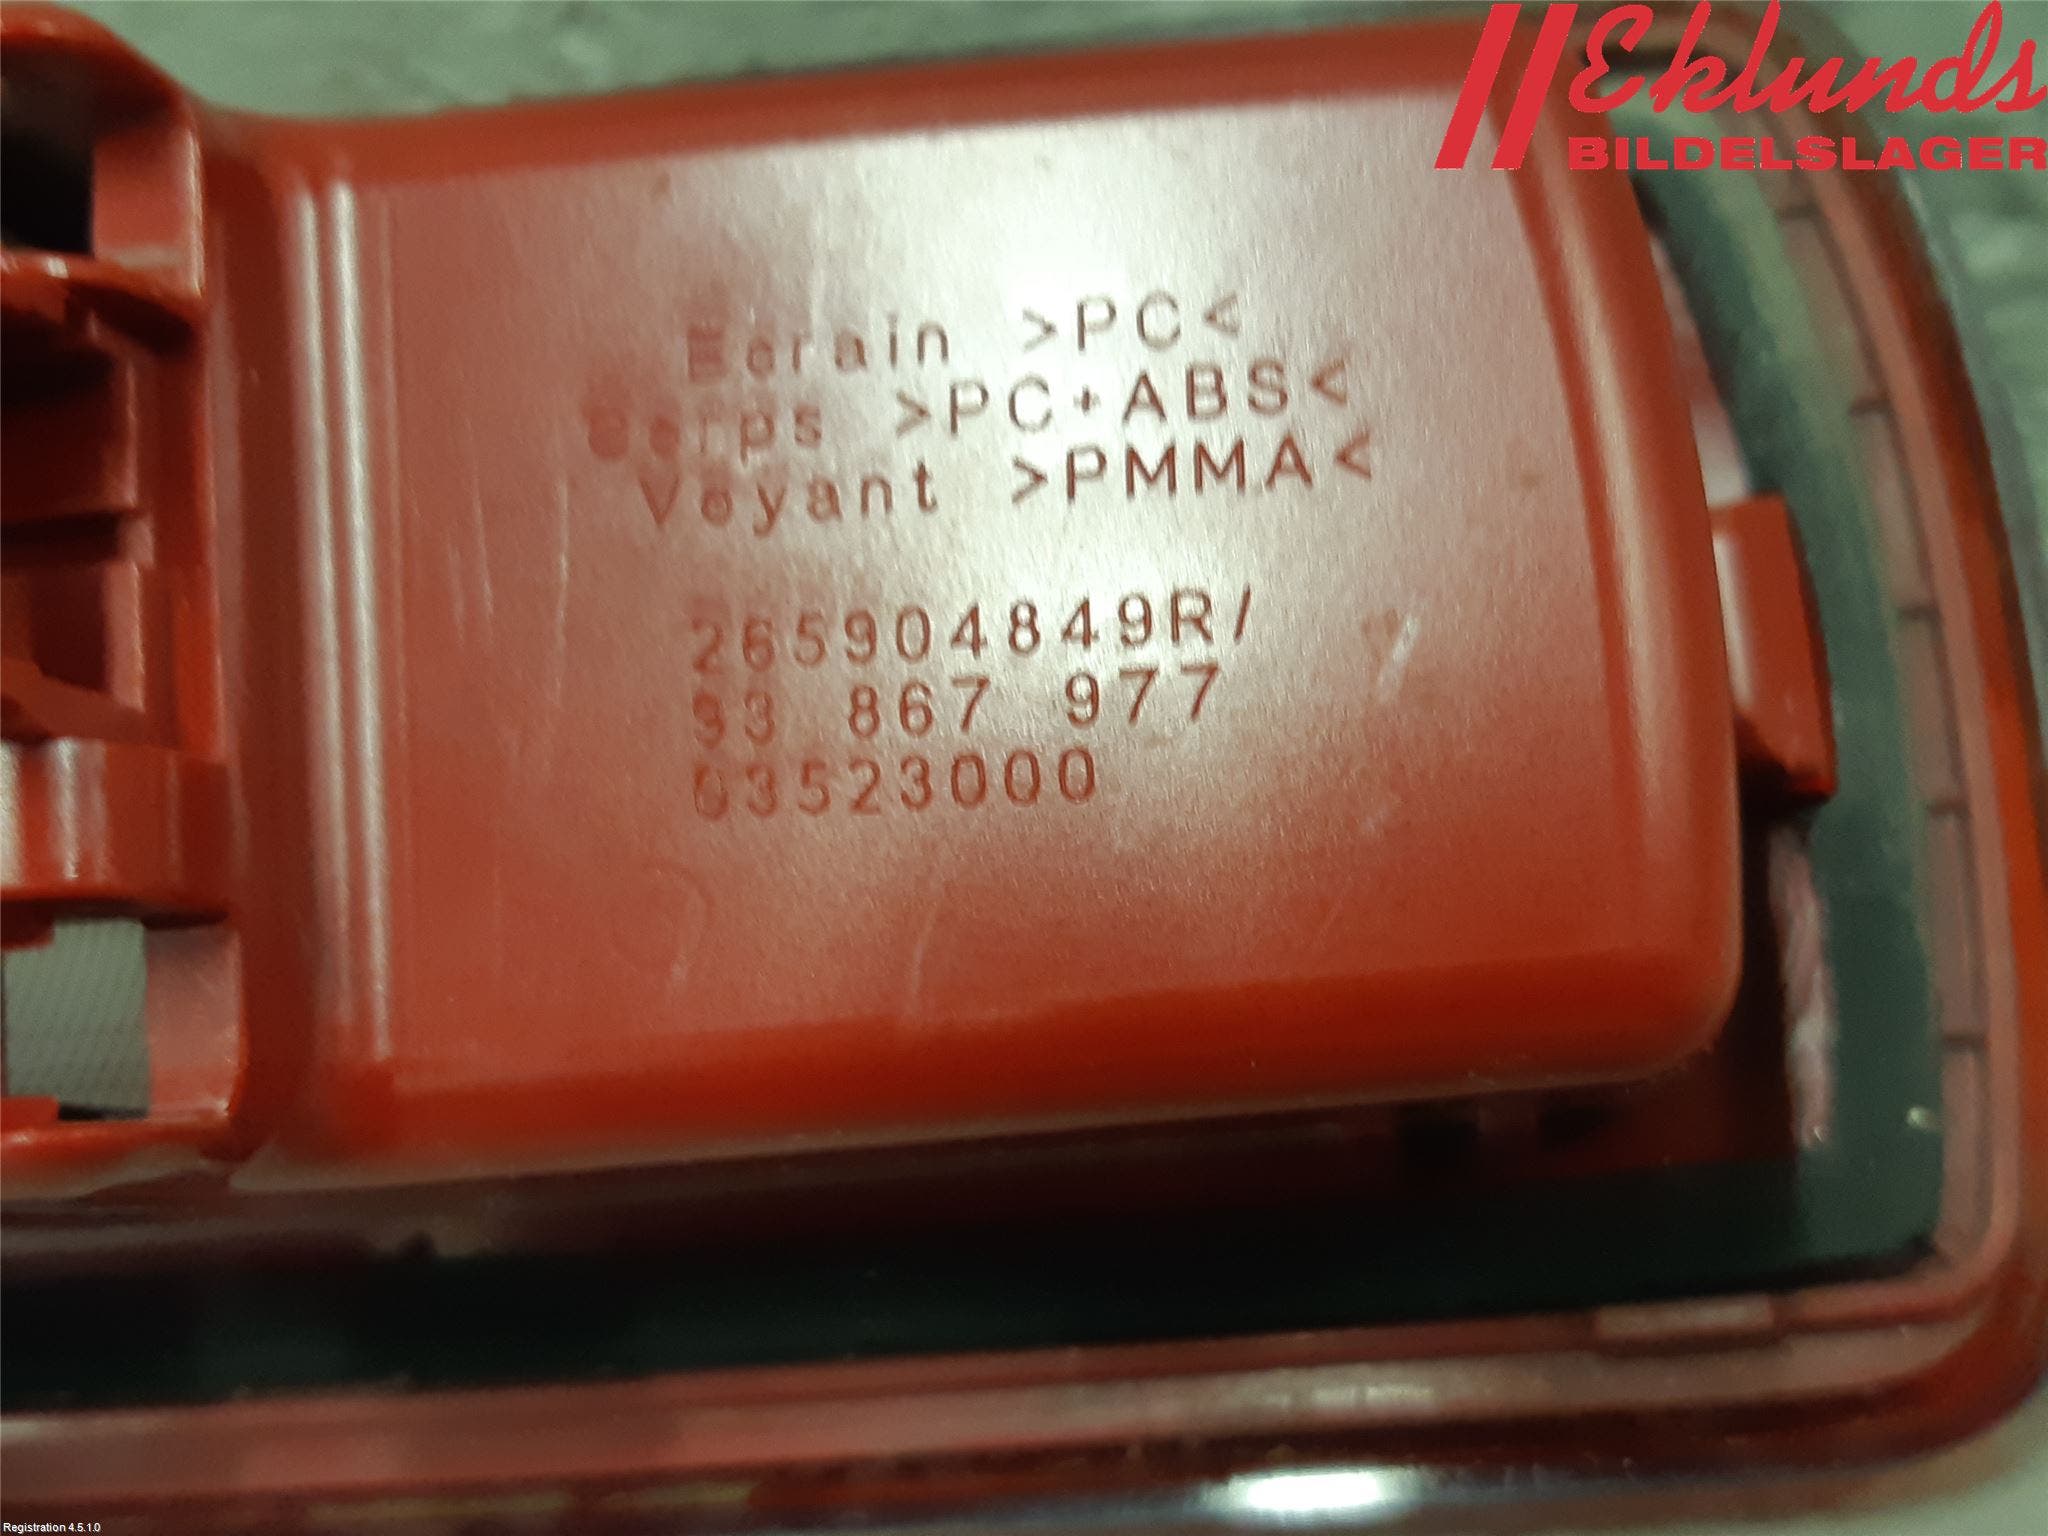 Eklunds
BILDELSLAGER
Ecrain >PC<
Corps >PC+ABS<
Voyant >PMMA<
265904849R/
93 867 977
03523000
Registration 4.5.1.0